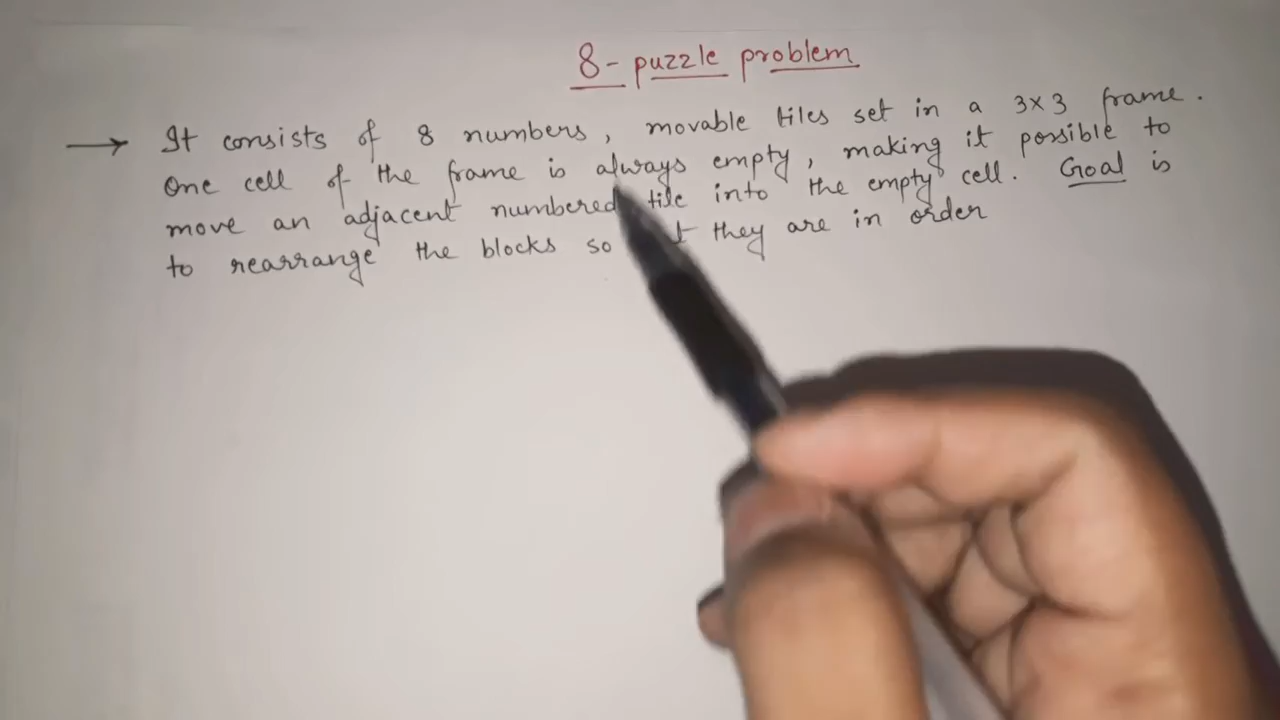 8- puzzle problem
→ It consists of 8 numbers, movable tiles set in a 3x3 frame.
One cell of the frame is always empty, making it possible to
move an adjacent numbered tile into the empty cell. Goal is
to rearrange the blocks so they are in order